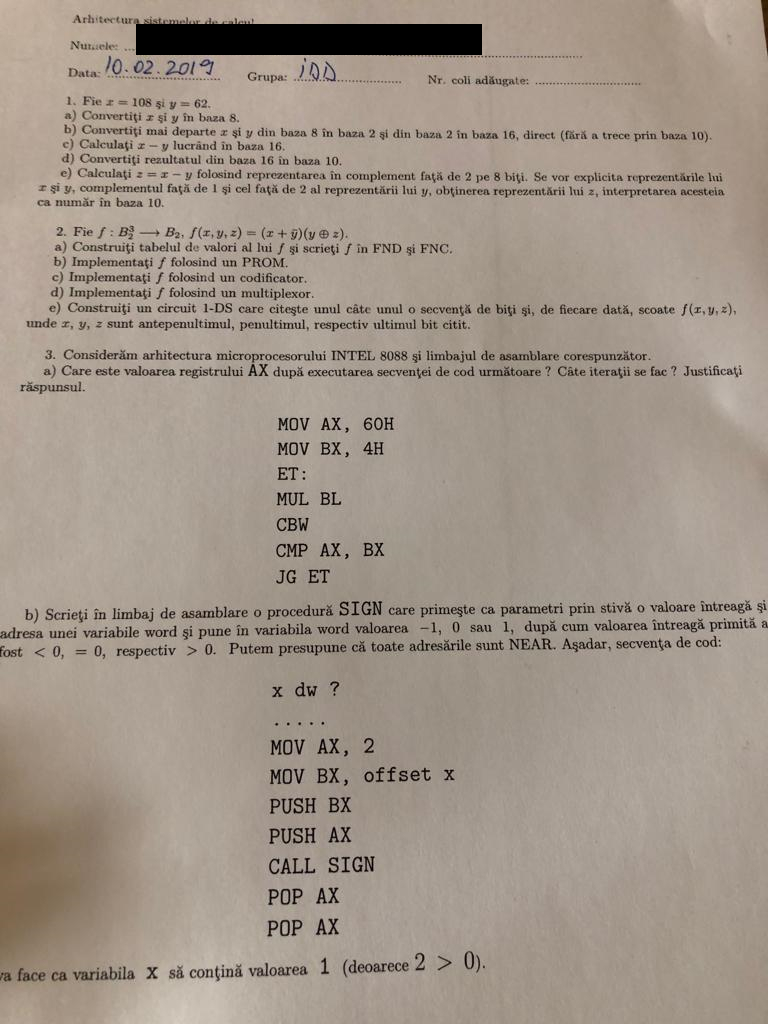 Arhitectura sistemelor de calcul
Numele: ...
Data: 10.02.2019 Grupa: IDD Nr. coli adăugate: ..............................
1. Fie x = 108 şi y = 62.
a) Convertiţi x şi y în baza 8.
b) Convertiţi mai departe x şi y din baza 8 în baza 2 şi din baza 2 în baza 16, direct (fără a trece prin baza 10).
c) Calculaţi x − y lucrând în baza 16.
d) Convertiţi rezultatul din baza 16 în baza 10.
e) Calculaţi z = x − y folosind reprezentarea în complement faţă de 2 pe 8 biţi. Se vor explicita reprezentările lui
x şi y, complementul faţă de 1 şi cel faţă de 2 al reprezentării lui y, obţinerea reprezentării lui z, interpretarea acesteia
ca număr în baza 10.
2. Fie f : B₂³ ⟶ B₂, f(x, y, z) = (x + ȳ)(y ⊕ z).
a) Construiţi tabelul de valori al lui f şi scrieţi f în FND şi FNC.
b) Implementaţi f folosind un PROM.
c) Implementaţi f folosind un codificator.
d) Implementaţi f folosind un multiplexor.
e) Construiţi un circuit 1-DS care citeşte unul câte unul o secvenţă de biţi şi, de fiecare dată, scoate f(x, y, z),
unde x, y, z sunt antepenultimul, penultimul, respectiv ultimul bit citit.
3. Considerăm arhitectura microprocesorului INTEL 8088 şi limbajul de asamblare corespunzător.
a) Care este valoarea registrului AX după executarea secvenţei de cod următoare ? Câte iteraţii se fac ? Justificaţi
răspunsul.
MOV AX, 60H
MOV BX, 4H
ET:
MUL BL
CBW
CMP AX, BX
JG ET
b) Scrieţi în limbaj de asamblare o procedură SIGN care primeşte ca parametri prin stivă o valoare întreagă şi
adresa unei variabile word şi pune în variabila word valoarea −1, 0 sau 1, după cum valoarea întreagă primită a
fost < 0, = 0, respectiv > 0. Putem presupune că toate adresările sunt NEAR. Aşadar, secvenţa de cod:
x dw ?
.....
MOV AX, 2
MOV BX, offset x
PUSH BX
PUSH AX
CALL SIGN
POP AX
POP AX
va face ca variabila X să conţină valoarea 1 (deoarece 2 > 0).